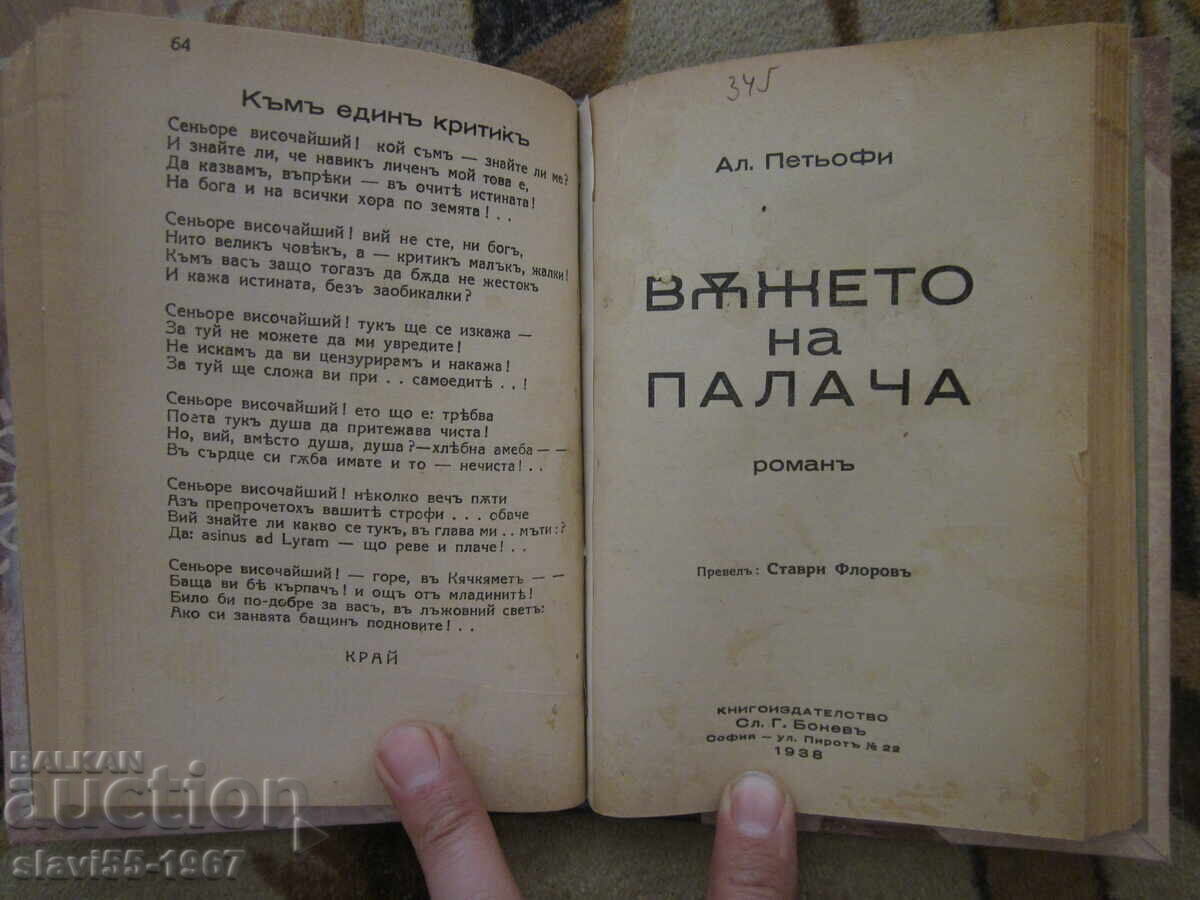 64
Къмъ единъ критикъ
Сеньоре височайший! кой съмъ — знайте ли ме?
И знайте ли, че навикъ личенъ мой това е,
Да казвамъ, въпрѣки — въ очитѣ истината!
На бога и на всички хора по земята! . .
Сеньоре височайший! вий не сте, ни богъ,
Нито великъ човѣкъ, а — критикъ малъкъ, жалки!
Къмъ васъ защо тогазъ да бѫда не жестокъ
И кажа истината, безъ заобикалки?
Сеньоре височайший! тукъ ще се изкажа —
За туй не можете да ми увредите!
Не искамъ да ви цензурирамъ и накажа!
За туй ще сложа ви при . . самоедитѣ . . !
Сеньоре височайший! ето що е: трѣбва
Поета тукъ душа да притежава чиста!
Но, вий, вмѣсто душа, душа?—хлѣбна амеба — —
Въ сърдце си гѫба имате и то — нечиста! . .
Сеньоре височайший! нѣколко вечъ пѫти
Азъ препрочетохъ вашитѣ строфи . . . обаче
Вий знайте ли какво се тукъ, въ глава ми . . мъти:?
Да: asinus ad Lyram — що реве и плаче! . .
Сеньоре височайший! — горе, въ Кячкяметъ — —
Баща ви бѣ кърпачъ! и ощъ отъ младинитѣ!
Било би по-добре за васъ, въ лъжовний светъ:
Ако си занаята бащинъ подновите! . .
КРАЙ
345
Ал. Петьофи
ВѪЖЕТО
на
ПАЛАЧА
романъ
Превелъ: Ставри Флоровъ
КНИГОИЗДАТЕЛСТВО
Сл. Г. Боневъ
София — ул. Пиротъ № 22
1938
BALKAN
auction
slavi55-1967